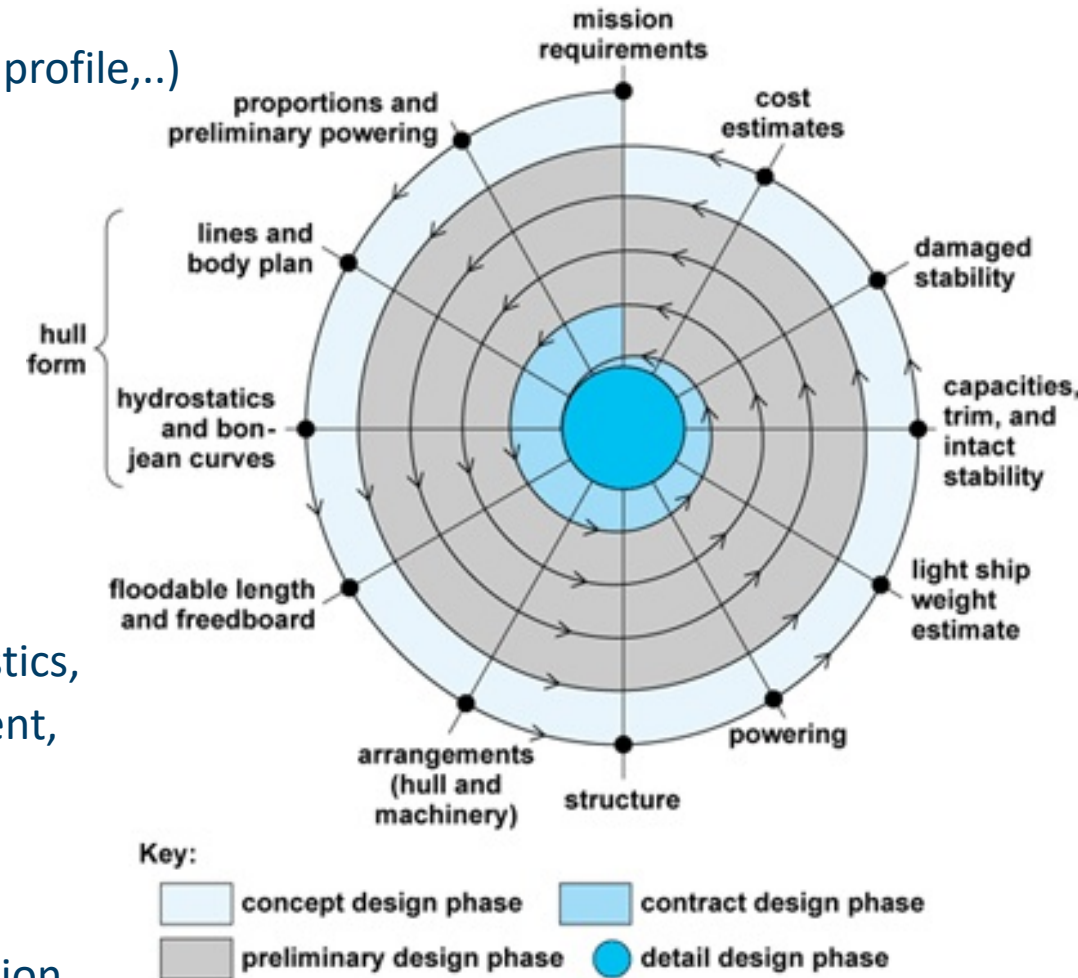 profile,..)
mission
requirements
cost
estimates
proportions and
preliminary powering
lines and
body plan
damaged
stability
hull
form
hydrostatics
and bon-
jean curves
capacities,
trim, and
intact
stability
floodable length
and freedboard
light ship
weight
estimate
stics,
ent,
arrangements
(hull and
machinery)
structure
powering
Key:
concept design phase
contract design phase
preliminary design phase
detail design phase
ion